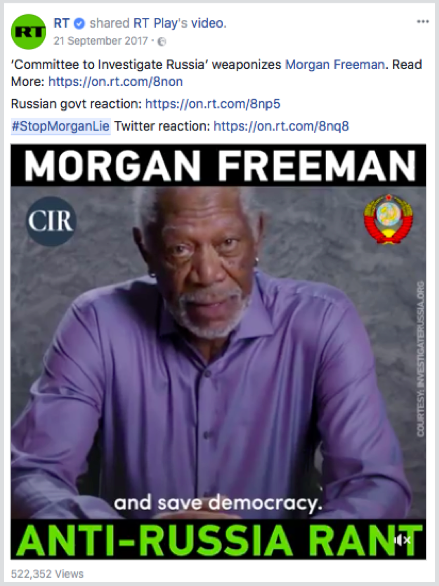 RT
RT shared RT Play's video.
21 September 2017 ·
‘Committee to Investigate Russia’ weaponizes Morgan Freeman. Read
More: https://on.rt.com/8non
Russian govt reaction: https://on.rt.com/8np5
#StopMorganLie Twitter reaction: https://on.rt.com/8nq8
MORGAN FREEMAN
CIR
COURTESY: INVESTIGATERUSSIA.ORG
and save democracy.
ANTI-RUSSIA RANT
522,352 Views